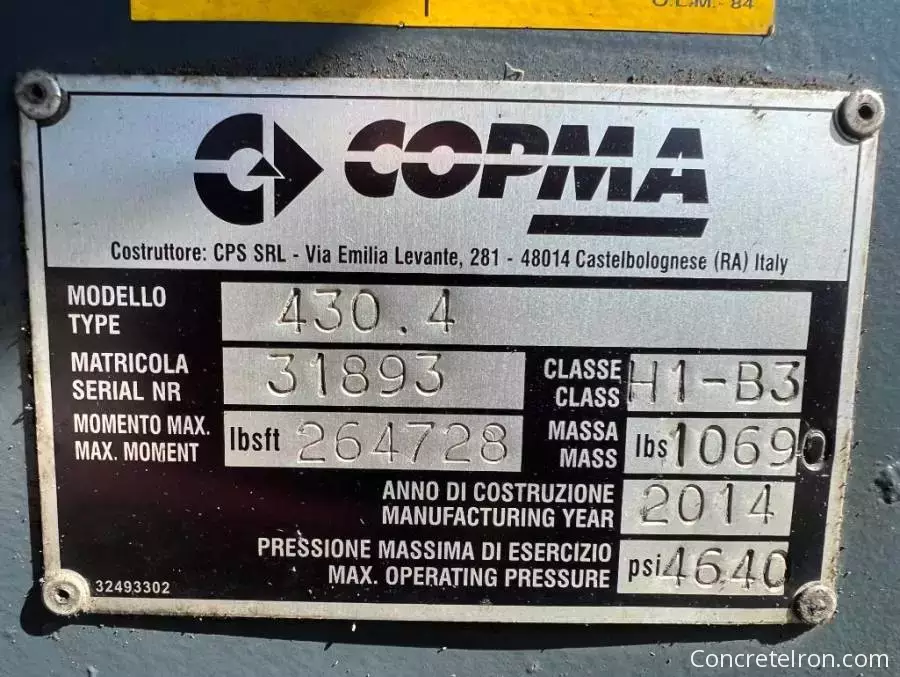 O.L.M.- 84
COPMA
Costruttore: CPS SRL - Via Emilia Levante, 281 - 48014 Castelbolognese (RA) Italy
MODELLO
TYPE
430.4
MATRICOLA
SERIAL NR
31893
CLASSE
CLASS
H1-B3
MOMENTO MAX.
MAX. MOMENT
lbsft 264728
MASSA
MASS
lbs 10690
ANNO DI COSTRUZIONE
MANUFACTURING YEAR
2014
PRESSIONE MASSIMA DI ESERCIZIO
MAX. OPERATING PRESSURE
psi 4640
32493302
ConcreteIron.com